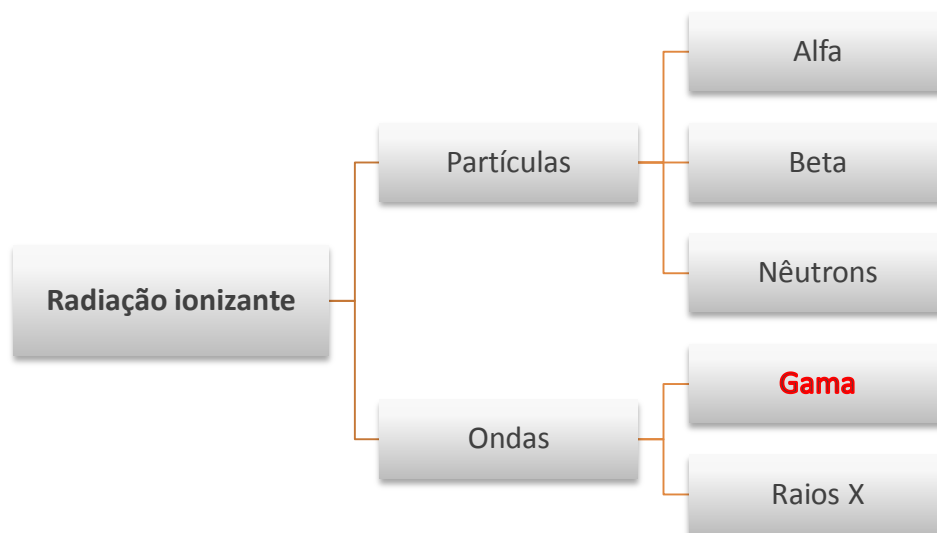 Radiação ionizante
Partículas
Alfa
Beta
Nêutrons
Ondas
Gama
Raios X